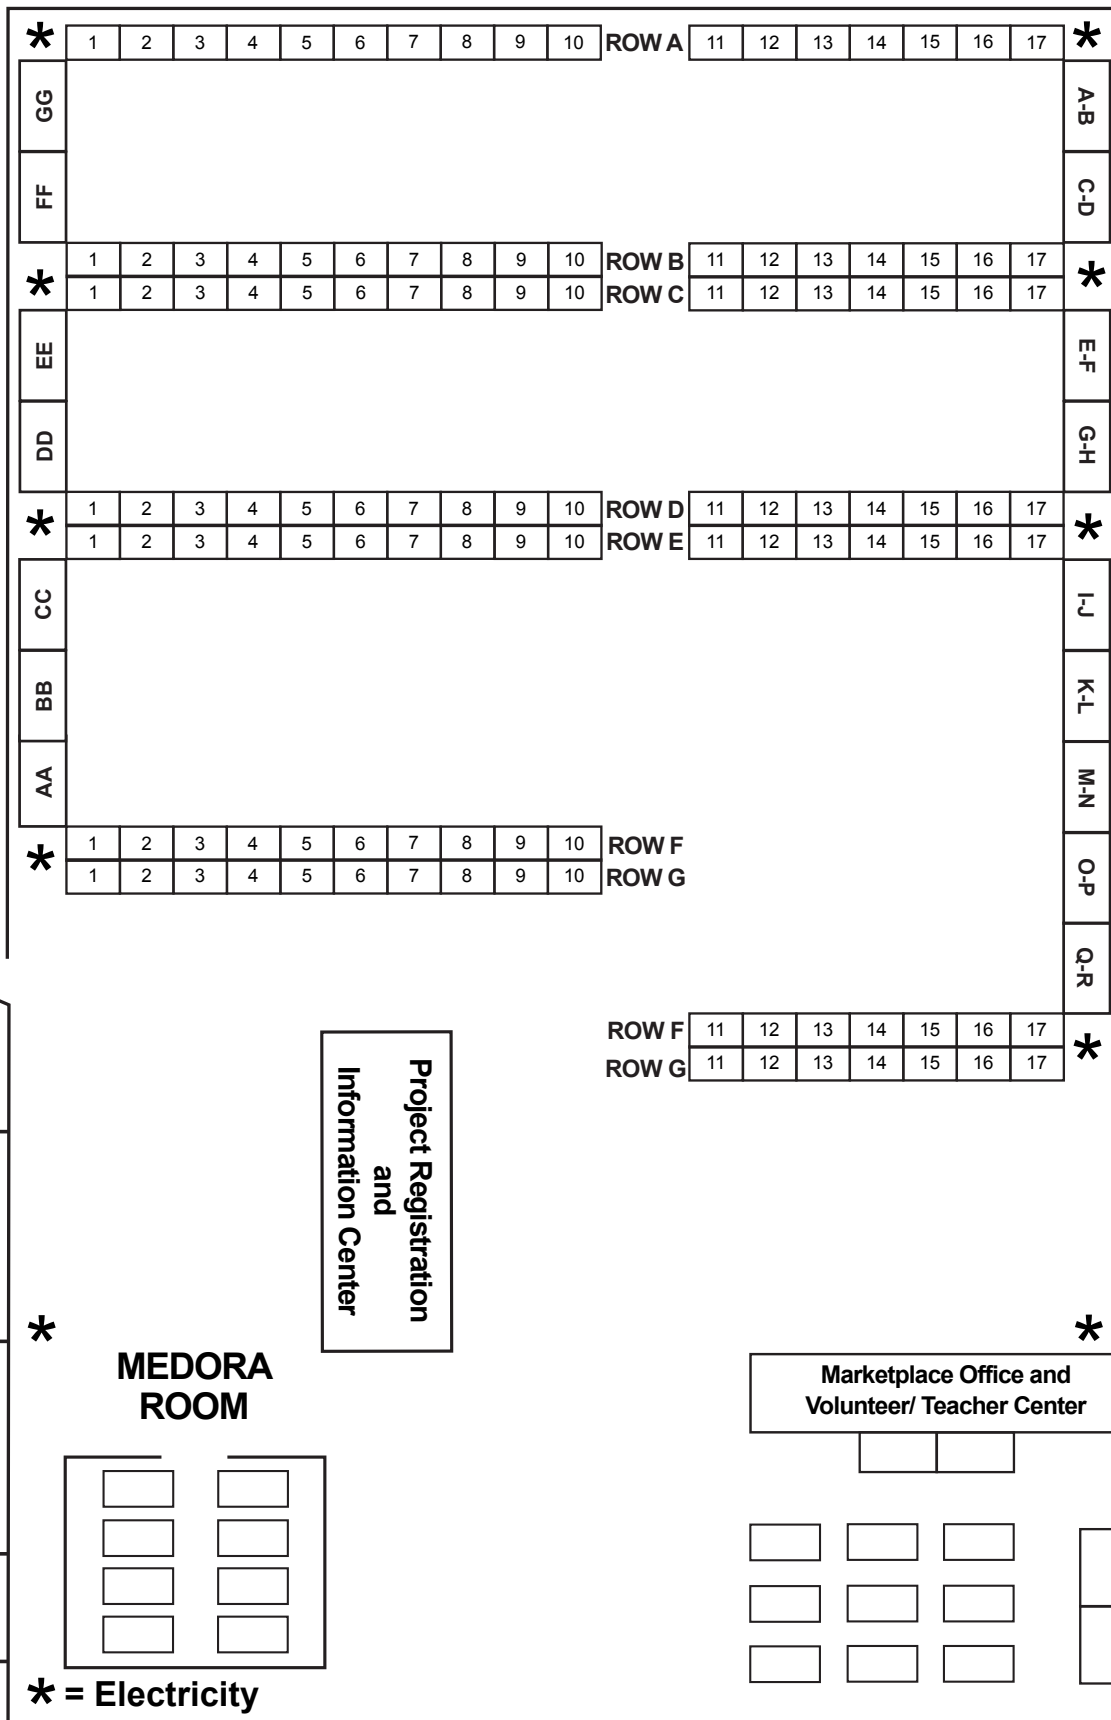 * 1 2 3 4 5 6 7 8 9 10 ROW A 11 12 13 14 15 16 17 *
GG
A-B
FF
C-D
1 2 3 4 5 6 7 8 9 10 ROW B 11 12 13 14 15 16 17
* *
1 2 3 4 5 6 7 8 9 10 ROW C 11 12 13 14 15 16 17
EE
E-F
DD
G-H
1 2 3 4 5 6 7 8 9 10 ROW D 11 12 13 14 15 16 17
* *
1 2 3 4 5 6 7 8 9 10 ROW E 11 12 13 14 15 16 17
CC
I-J
BB
K-L
AA
M-N
1 2 3 4 5 6 7 8 9 10 ROW F
*
1 2 3 4 5 6 7 8 9 10 ROW G
O-P
Q-R
ROW F 11 12 13 14 15 16 17
*
ROW G 11 12 13 14 15 16 17
Project Registration
and
Information Center
* *
MEDORA
ROOM
Marketplace Office and
Volunteer/ Teacher Center
* = Electricity